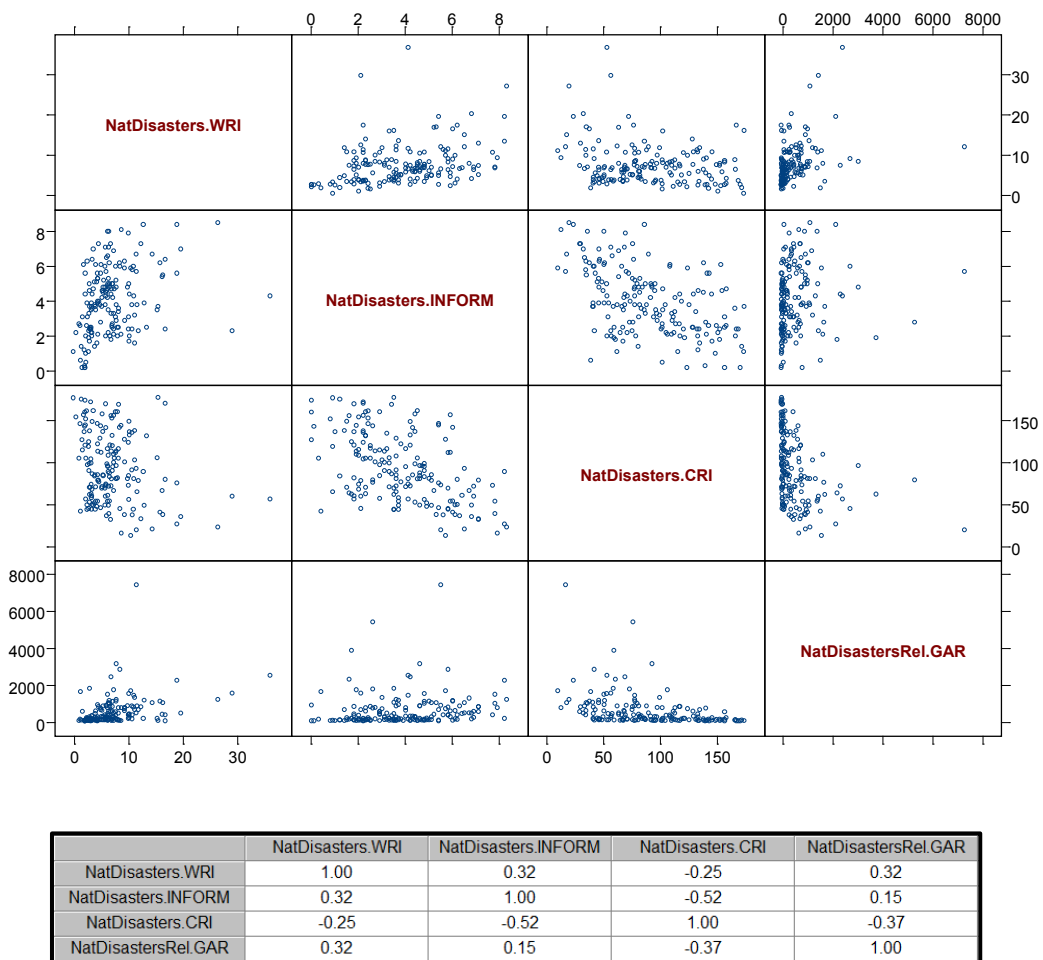 0 2 4 6 8 0 2000 4000 6000 8000
NatDisasters.WRI
30
20
10
0
8
6
4
2
0
NatDisasters.INFORM
NatDisasters.CRI
150
100
50
0
8000
6000
4000
2000
0
NatDisastersRel.GAR
0 10 20 30 0 50 100 150
NatDisasters.WRI NatDisasters.INFORM NatDisasters.CRI NatDisastersRel.GAR
NatDisasters.WRI 1.00 0.32 -0.25 0.32
NatDisasters.INFORM 0.32 1.00 -0.52 0.15
NatDisasters.CRI -0.25 -0.52 1.00 -0.37
NatDisastersRel.GAR 0.32 0.15 -0.37 1.00